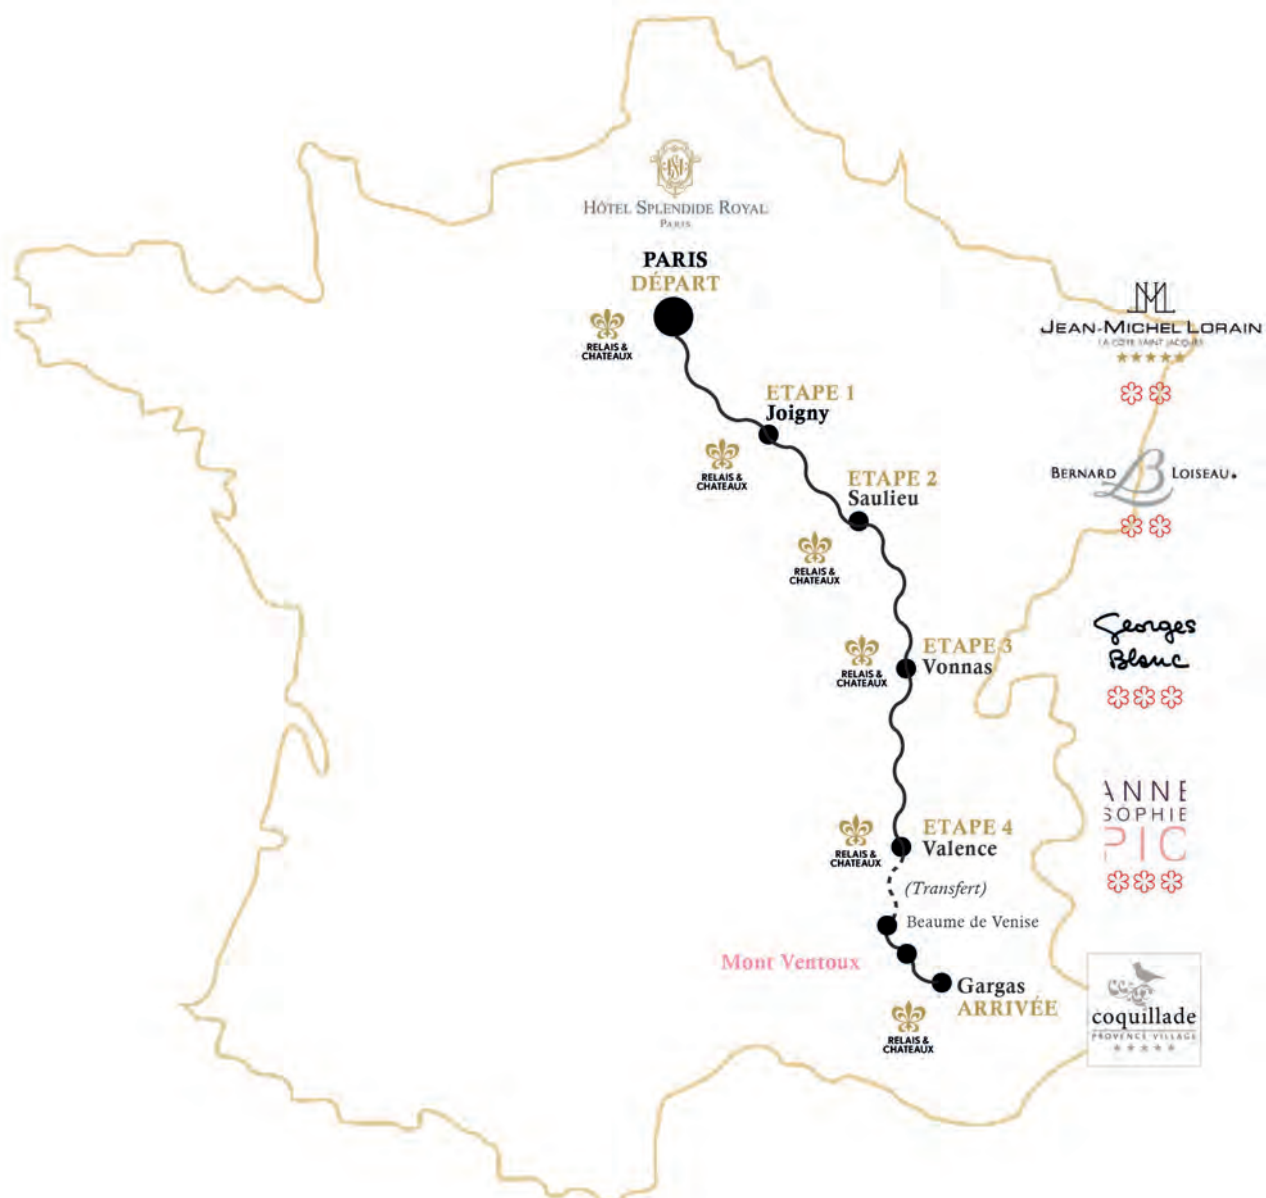 HÔTEL SPLENDIDE ROYAL
PARIS
PARIS
DÉPART
RELAIS &
CHATEAUX
JEAN-MICHEL LORAIN
LA CÔTE SAINT JACQUES
ETAPE 1
Joigny
RELAIS &
CHATEAUX
BERNARD LOISEAU
ETAPE 2
Saulieu
RELAIS &
CHATEAUX
Georges
Blanc
ETAPE 3
Vonnas
RELAIS &
CHATEAUX
ANNE
SOPHIE
PIC
ETAPE 4
Valence
RELAIS &
CHATEAUX
(Transfert)
Beaume de Venise
Mont Ventoux
Gargas
ARRIVÉE
RELAIS &
CHATEAUX
coquillade
PROVENCE VILLAGE